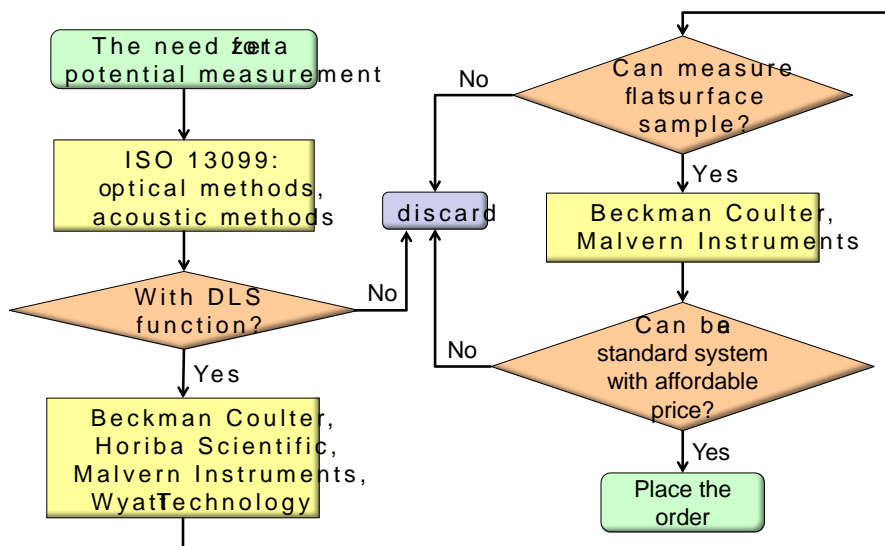 The need for zeta
potential measurement
ISO 13099:
optical methods,
acoustic methods
With DLS
function?
No
Yes
Beckman Coulter,
Horiba Scientific,
Malvern Instruments,
Wyatt Technology
Can measure
flat surface
sample?
No
Yes
discard
Beckman Coulter,
Malvern Instruments
Can be a
standard system
with affordable
price?
No
Yes
Place the
order